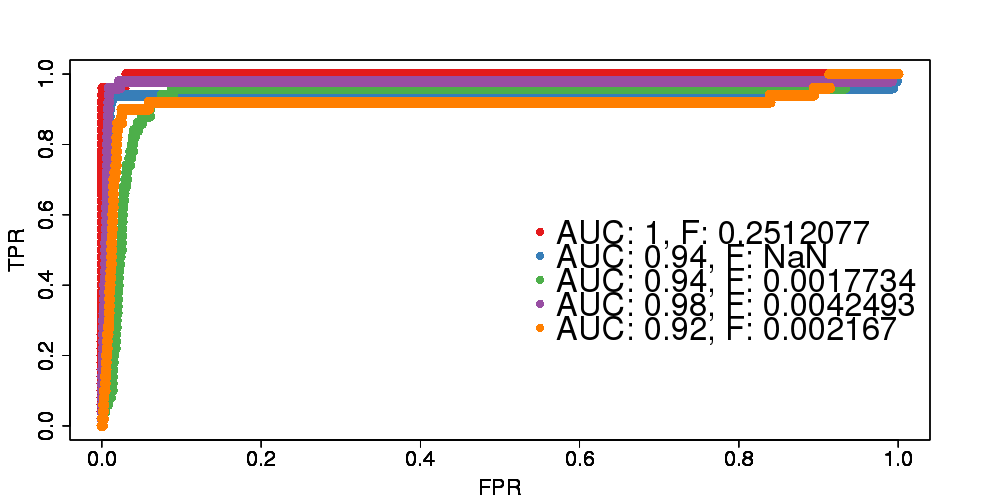 1.0
0.8
0.6
0.4
0.2
0.0
TPR
AUC: 1, F: 0.2512077
AUC: 0.94, F: NaN
AUC: 0.94, F: 0.0017734
AUC: 0.98, F: 0.0042493
AUC: 0.92, F: 0.002167
0.0 0.2 0.4 0.6 0.8 1.0
FPR